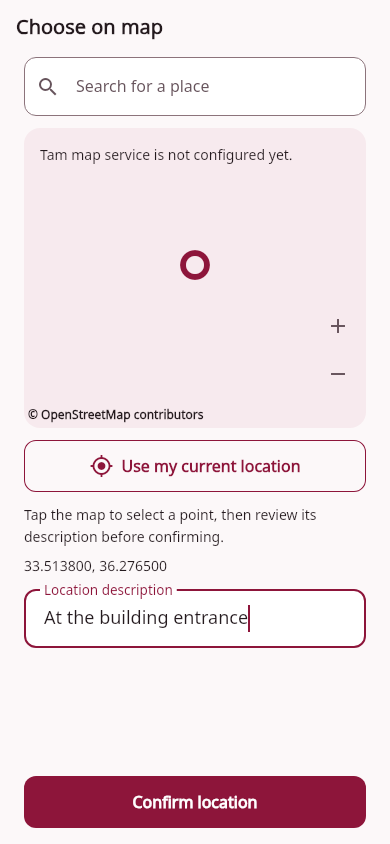 Choose on map
Search for a place
Tam map service is not configured yet.
© OpenStreetMap contributors
Use my current location
Tap the map to select a point, then review its
description before confirming.
33.513800, 36.276500
Location description
At the building entrance
Confirm location